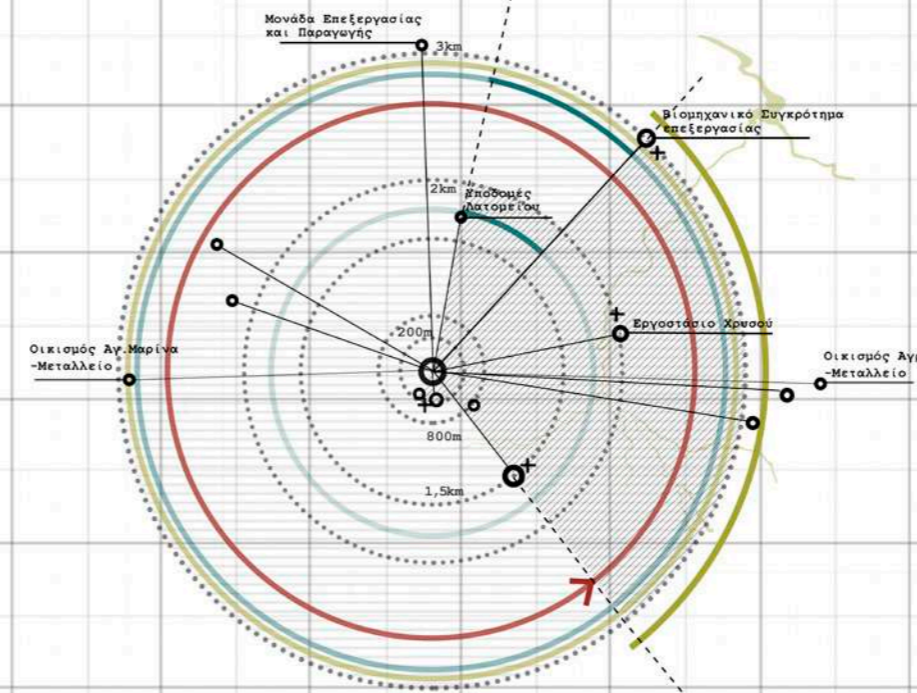 Μονάδα Επεξεργασίας
και Παραγωγής
3km
Βιομηχανικό Συγκρότημα
επεξεργασίας
2km
Υποδομές
Λατομείου
200m
Εργοστάσιο Χρυσού
Οικισμός Αγ.Μαρίνα
-Μεταλλείο
Οικισμός Αγ
-Μεταλλείο
800m
1,5km